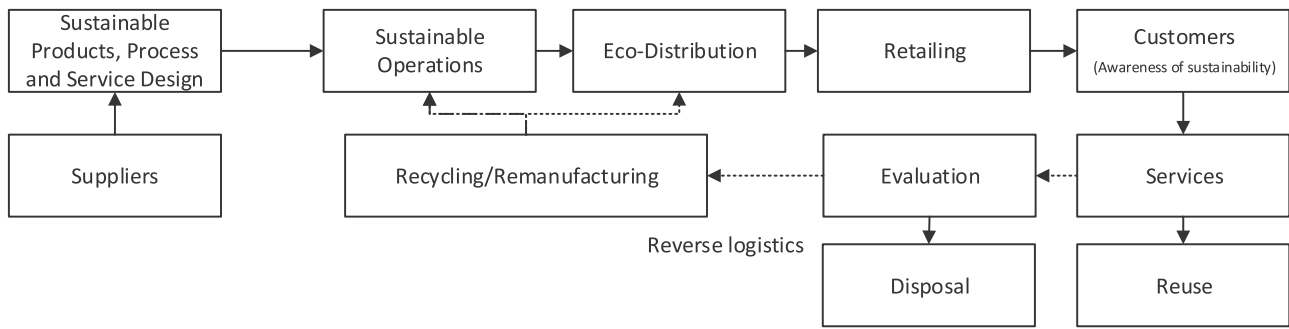 Sustainable
Products, Process
and Service Design
Sustainable
Operations
Eco-Distribution
Retailing
Customers
(Awareness of sustainability)
Suppliers
Recycling/Remanufacturing
Evaluation
Services
Reverse logistics
Disposal
Reuse